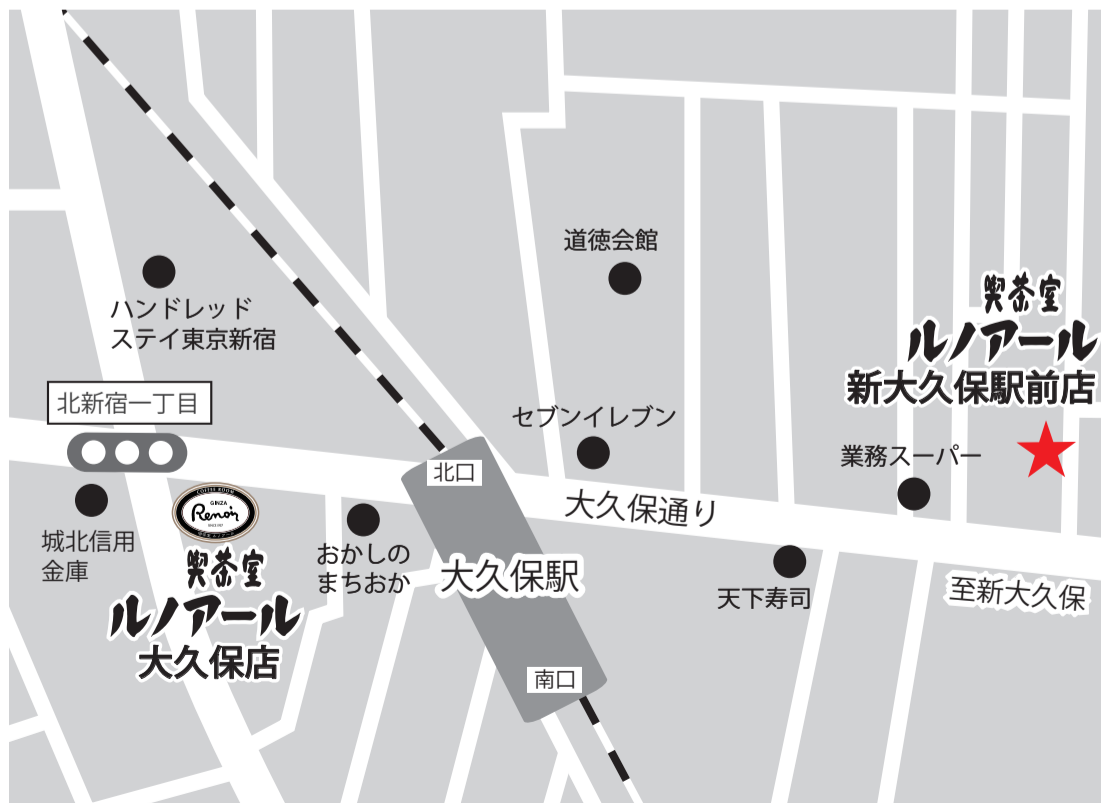 道徳会館
ハンドレッド
ステイ東京新宿
喫茶室
ルノアール
新大久保駅前店
北新宿一丁目
セブンイレブン
業務スーパー
北口
大久保通り
城北信用
金庫
COFFEE ROOM
GINZA
Renoir
喫茶室
ルノアール
大久保店
おかしの
まちおか
大久保駅
天下寿司
至新大久保
南口